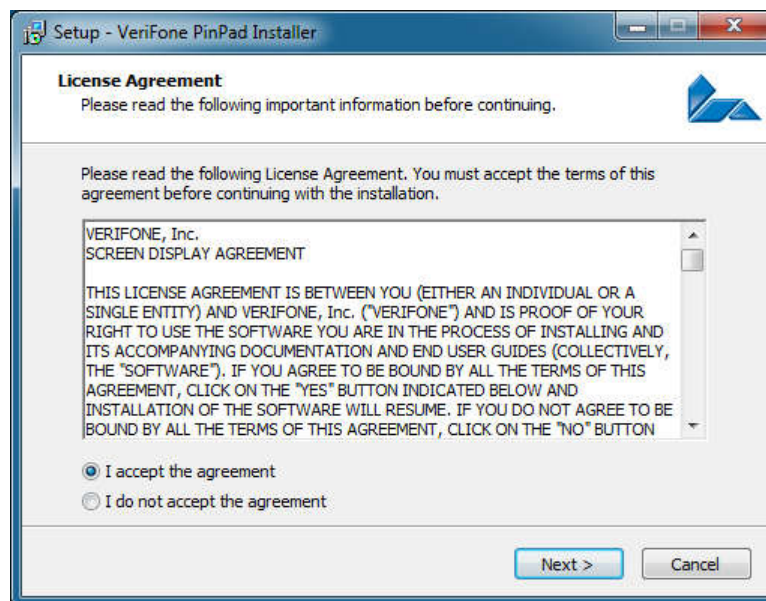 Setup - VeriFone PinPad Installer
License Agreement
Please read the following important information before continuing.
Please read the following License Agreement. You must accept the terms of this
agreement before continuing with the installation.
VERIFONE, Inc.
SCREEN DISPLAY AGREEMENT
THIS LICENSE AGREEMENT IS BETWEEN YOU (EITHER AN INDIVIDUAL OR A
SINGLE ENTITY) AND VERIFONE, Inc. ("VERIFONE") AND IS PROOF OF YOUR
RIGHT TO USE THE SOFTWARE YOU ARE IN THE PROCESS OF INSTALLING AND
ITS ACCOMPANYING DOCUMENTATION AND END USER GUIDES (COLLECTIVELY,
THE "SOFTWARE"). IF YOU AGREE TO BE BOUND BY ALL THE TERMS OF THIS
AGREEMENT, CLICK ON THE "YES" BUTTON INDICATED BELOW AND
INSTALLATION OF THE SOFTWARE WILL RESUME. IF YOU DO NOT AGREE TO BE
BOUND BY ALL THE TERMS OF THIS AGREEMENT, CLICK ON THE "NO" BUTTON
I accept the agreement
I do not accept the agreement
Next >
Cancel